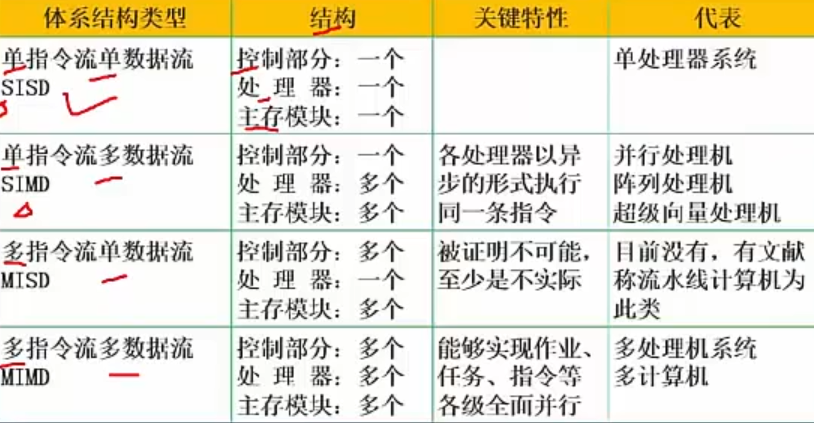 体系结构类型 结构 关键特性 代表
单指令流单数据流
SISD
控制部分：一个
处 理 器：一个
主存模块：一个
单处理器系统
单指令流多数据流
SIMD
控制部分：一个
处 理 器：多个
主存模块：多个
各处理器以异
步的形式执行
同一条指令
并行处理机
阵列处理机
超级向量处理机
多指令流单数据流
MISD
控制部分：多个
处 理 器：一个
主存模块：多个
被证明不可能，
至少是不实际
目前没有，有文献
称流水线计算机为
此类
多指令流多数据流
MIMD
控制部分：多个
处 理 器：多个
主存模块：多个
能够实现作业、
任务、指令等
各级全面并行
多处理机系统
多计算机